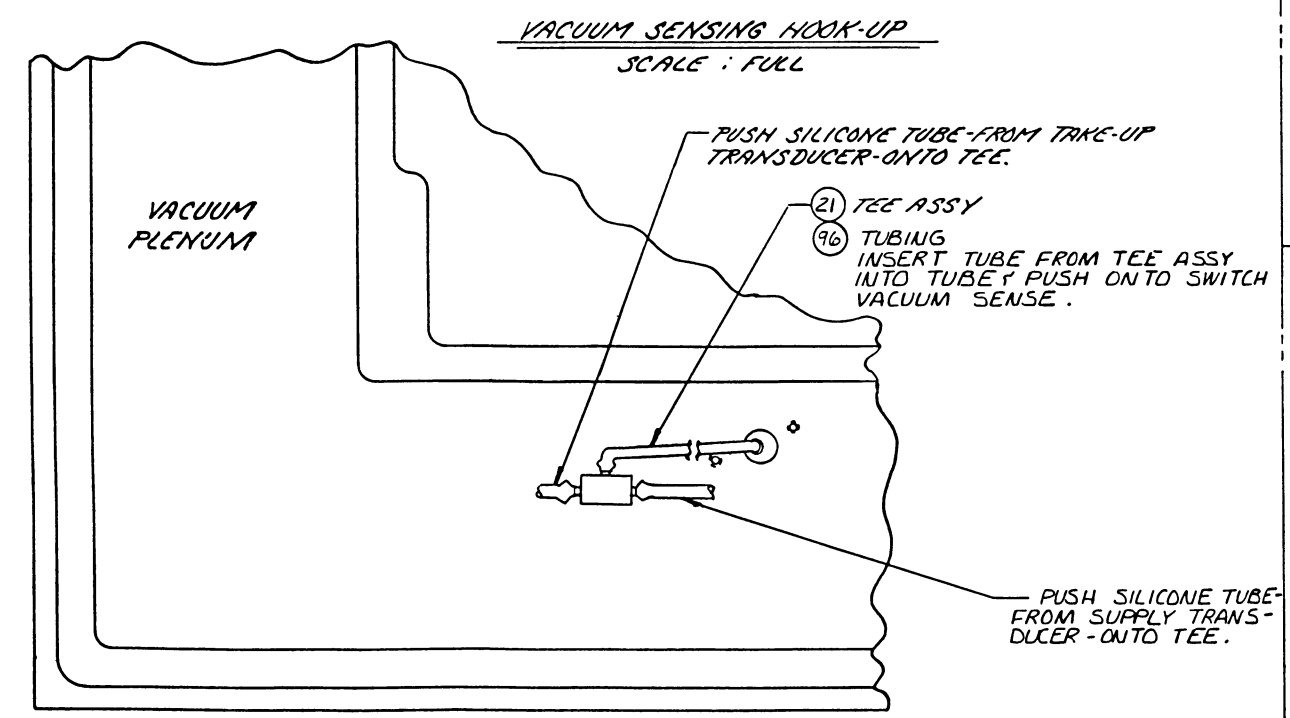 VACUUM SENSING HOOK-UP
SCALE : FULL
PUSH SILICONE TUBE-FROM TAKE-UP
TRANSDUCER-ONTO TEE.
VACUUM
PLENUM
21 TEE ASSY
96 TUBING
INSERT TUBE FROM TEE ASSY
INTO TUBE & PUSH ONTO SWITCH
VACUUM SENSE.
PUSH SILICONE TUBE-
FROM SUPPLY TRANS-
DUCER-ONTO TEE.